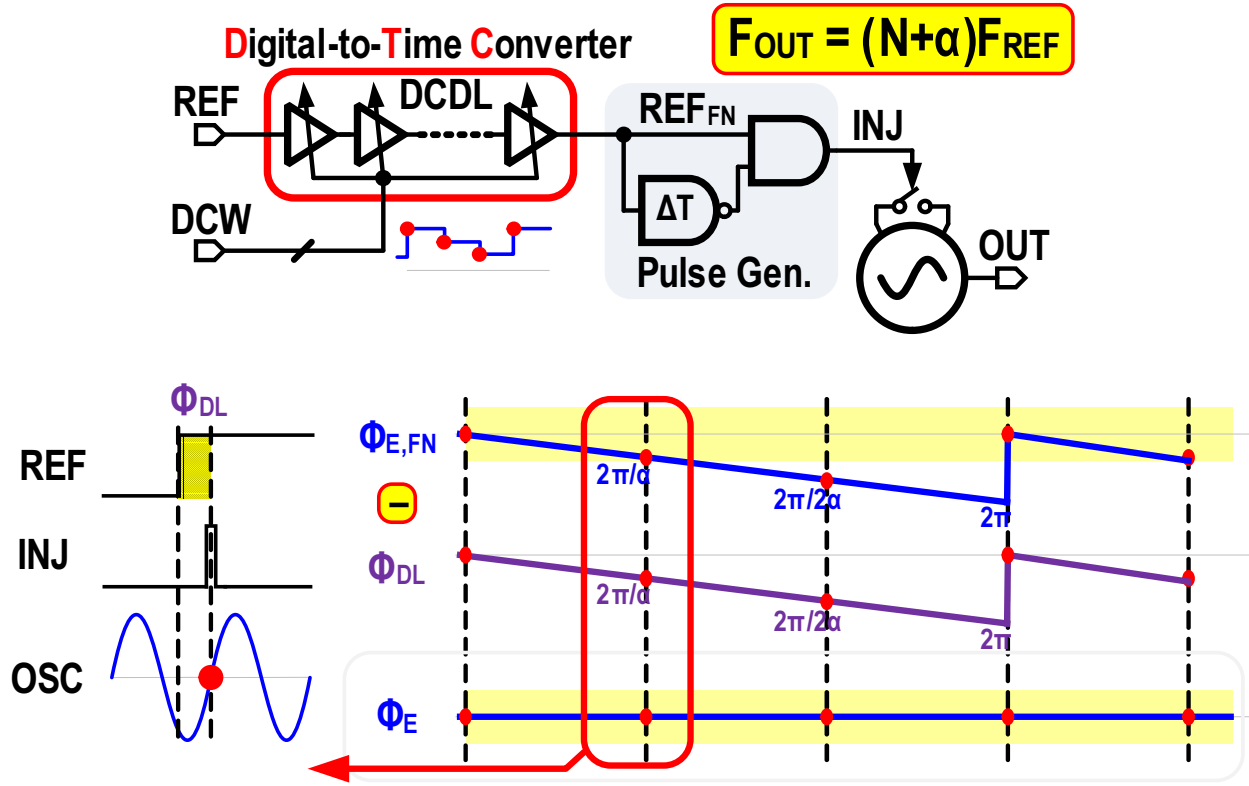 Digital-to-Time Converter
FOUT = (N+α)FREF
REF
DCDL
REFFN
INJ
ΔT
DCW
Pulse Gen.
OUT
ΦDL
REF
INJ
OSC
ΦE,FN
2π/α
2π/2α
2π
−
ΦDL
2π/α
2π/2α
2π
ΦE